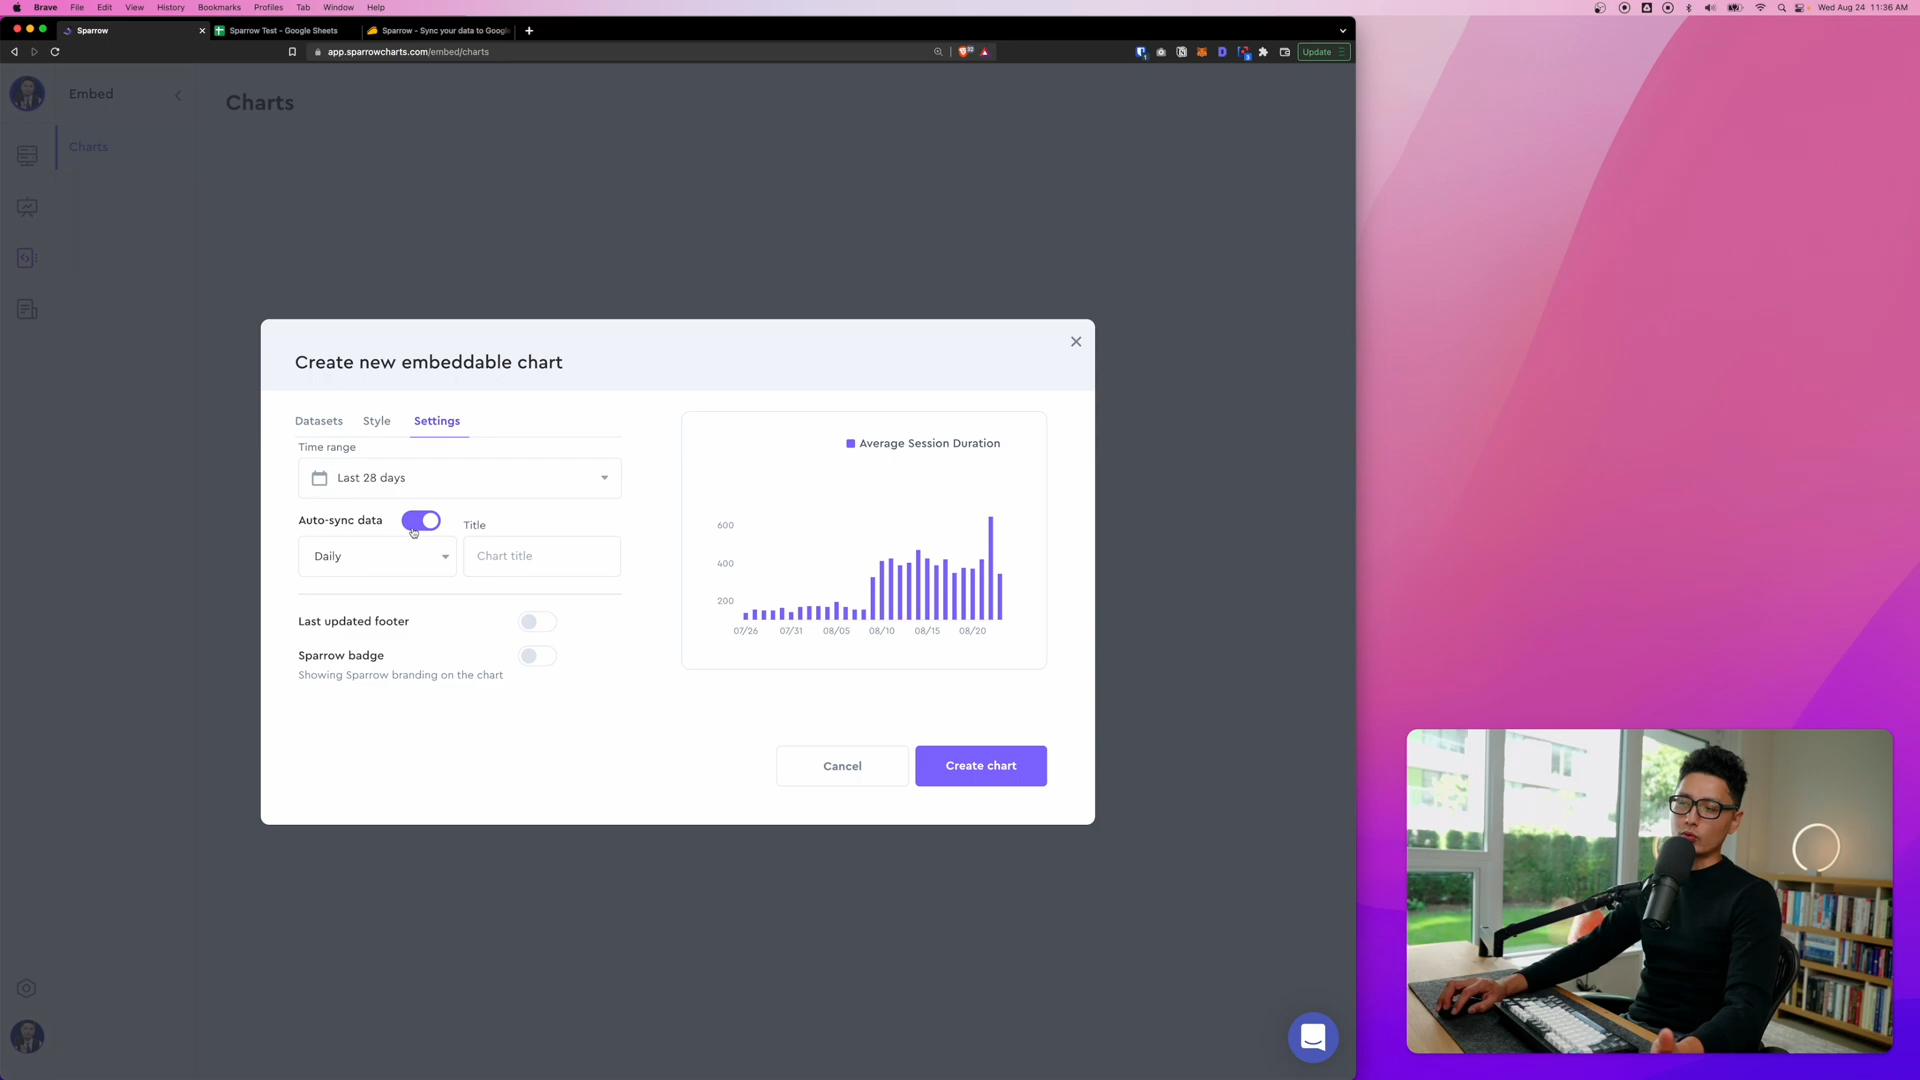 Brave File Edit View History Bookmarks Profiles Tab Window Help
Wed Aug 24 11:36 AM
Sparrow
Sparrow Test - Google Sheets
Sparrow - Sync your data to Google
app.sparrowcharts.com/embed/charts
Update
Embed
Charts
Charts
Create new embeddable chart
Datasets Style Settings
Time range
Last 28 days
Auto-sync data
Title
Daily
Chart title
Last updated footer
Sparrow badge
Showing Sparrow branding on the chart
Average Session Duration
600
400
200
07/26 07/31 08/05 08/10 08/15 08/20
Cancel
Create chart